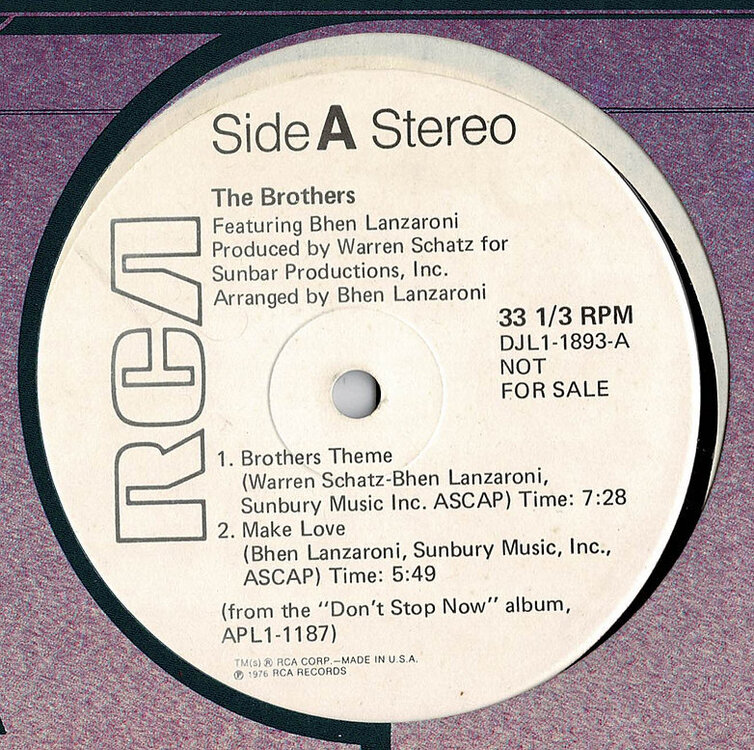 Side A Stereo
The Brothers
Featuring Bhen Lanzaroni
Produced by Warren Schatz for
Sunbar Productions, Inc.
Arranged by Bhen Lanzaroni
RCA
33 1/3 RPM
DJL1-1893-A
NOT
FOR SALE
1. Brothers Theme
(Warren Schatz-Bhen Lanzaroni,
Sunbury Music Inc. ASCAP) Time: 7:28
2. Make Love
(Bhen Lanzaroni, Sunbury Music, Inc.,
ASCAP) Time: 5:49
(from the "Don't Stop Now" album,
APL1-1187)
TM(s) ® RCA CORP.—MADE IN U.S.A.
℗ 1976 RCA RECORDS